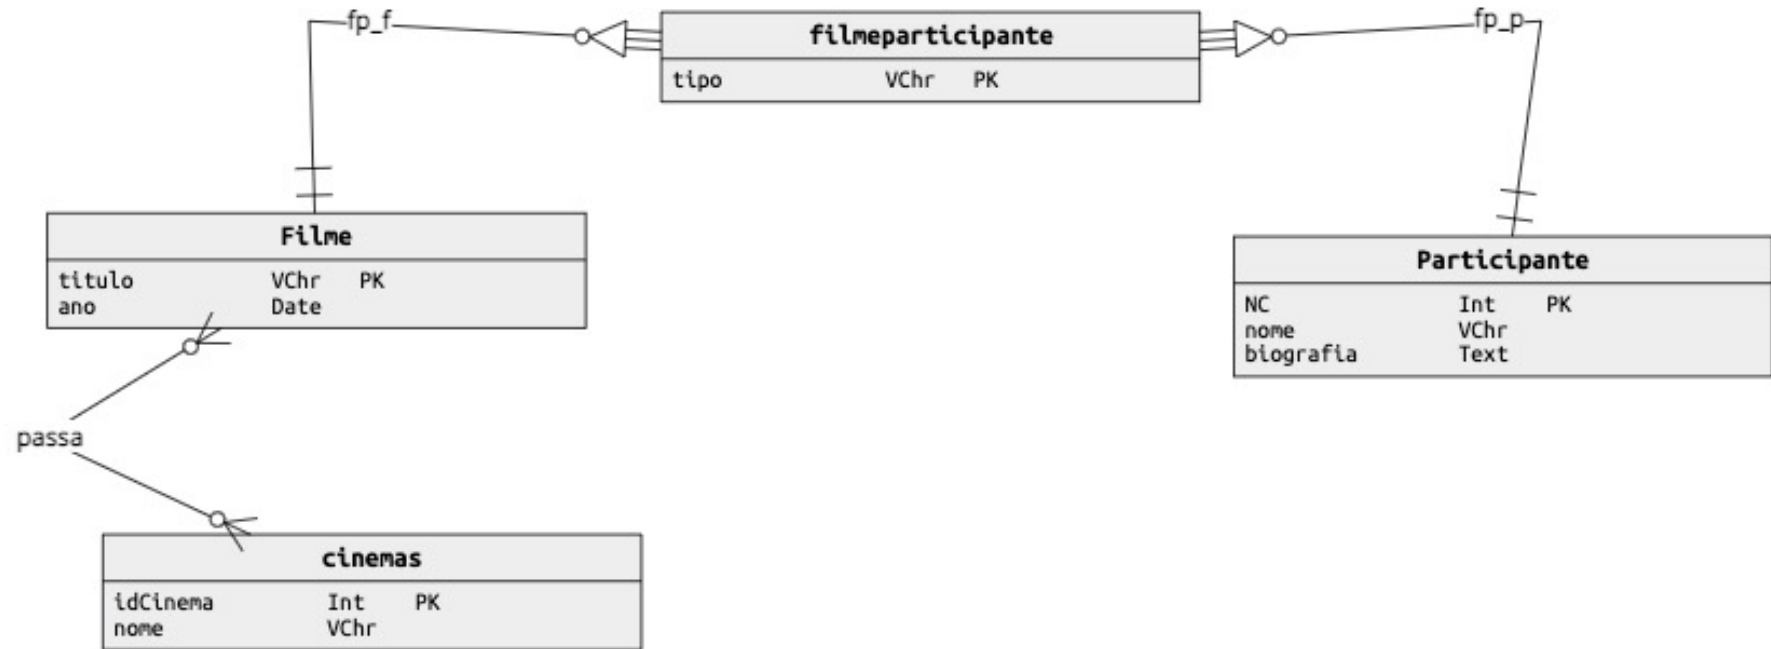 fp_f
filmeparticipante
fp_p
tipo VChr PK
Filme
titulo VChr PK
ano Date
Participante
NC Int PK
nome VChr
biografia Text
passa
cinemas
idCinema Int PK
nome VChr